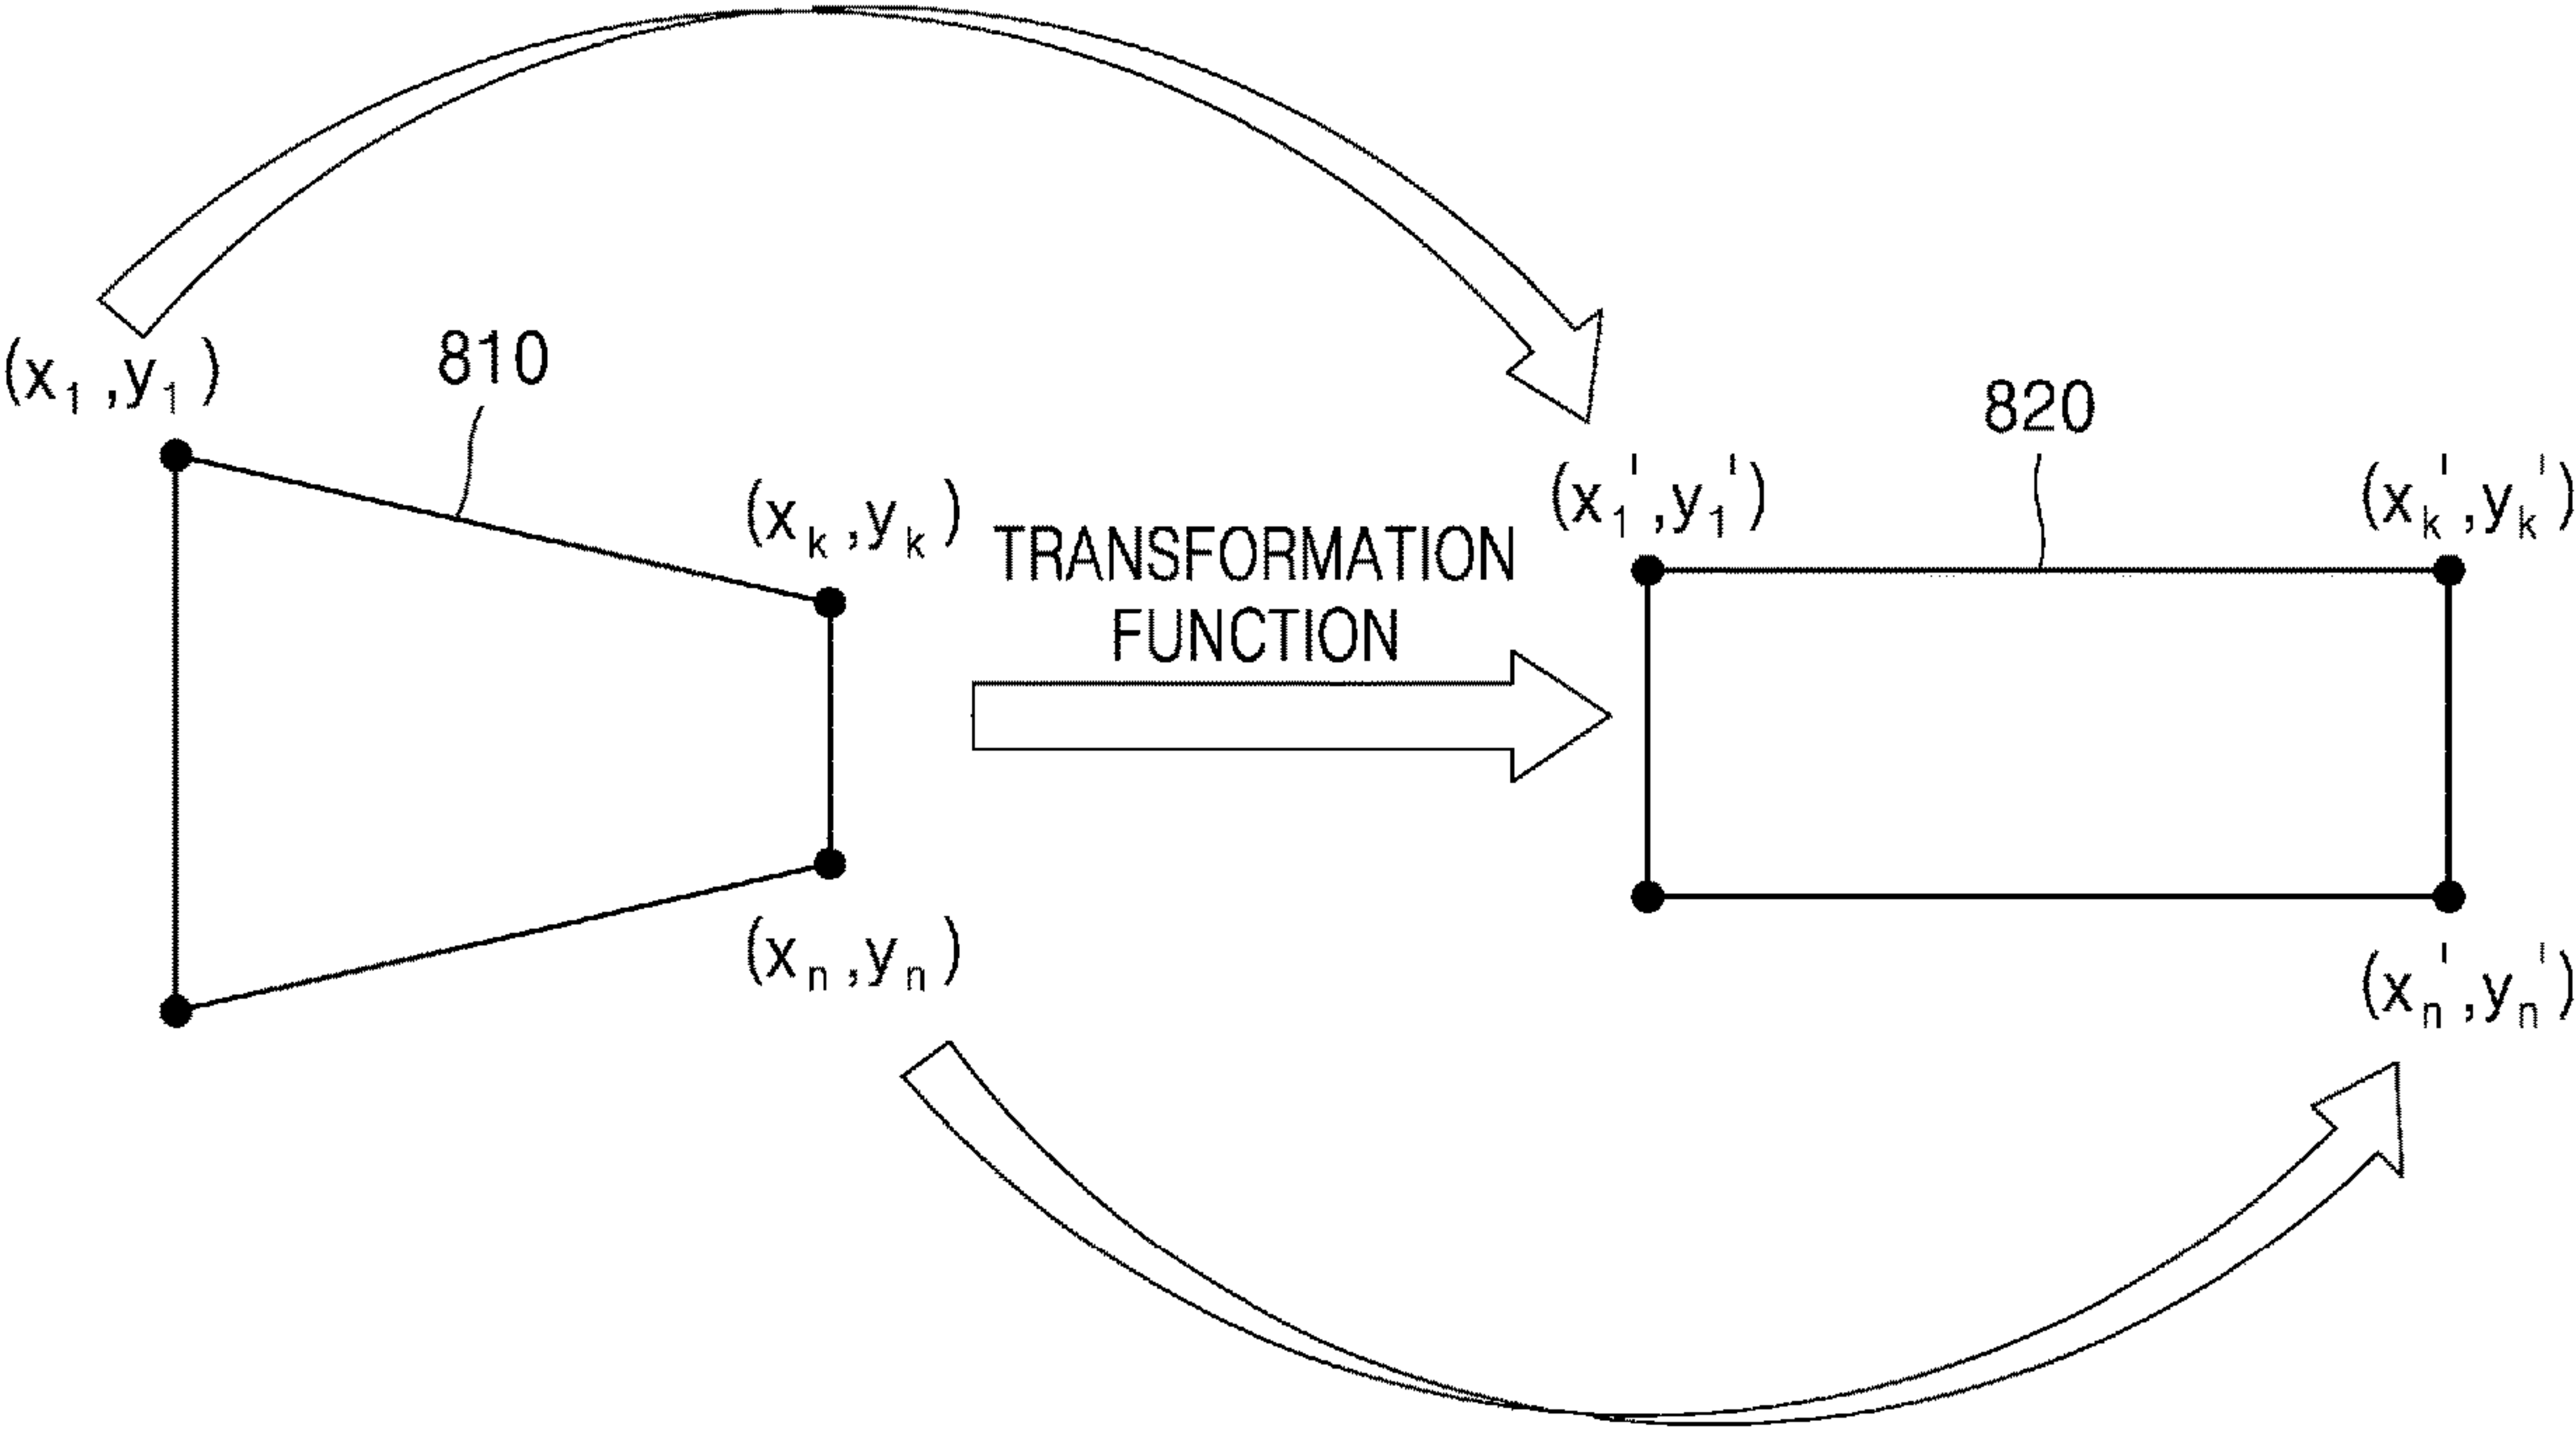 (x₁,y₁)
810
(xₖ,yₖ)
TRANSFORMATION
FUNCTION
(xₙ,yₙ)
820
(x₁',y₁')
(xₖ',yₖ')
(xₙ',yₙ')